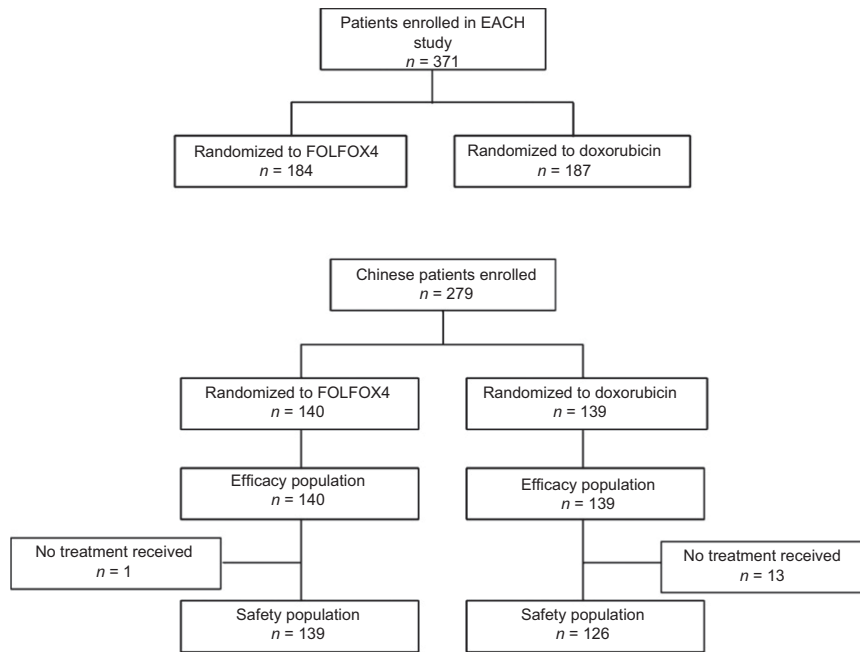 Patients enrolled in EACH
study
n = 371
Randomized to FOLFOX4
n = 184
Randomized to doxorubicin
n = 187
Chinese patients enrolled
n = 279
Randomized to FOLFOX4
n = 140
Randomized to doxorubicin
n = 139
Efficacy population
n = 140
Efficacy population
n = 139
No treatment received
n = 1
No treatment received
n = 13
Safety population
n = 139
Safety population
n = 126